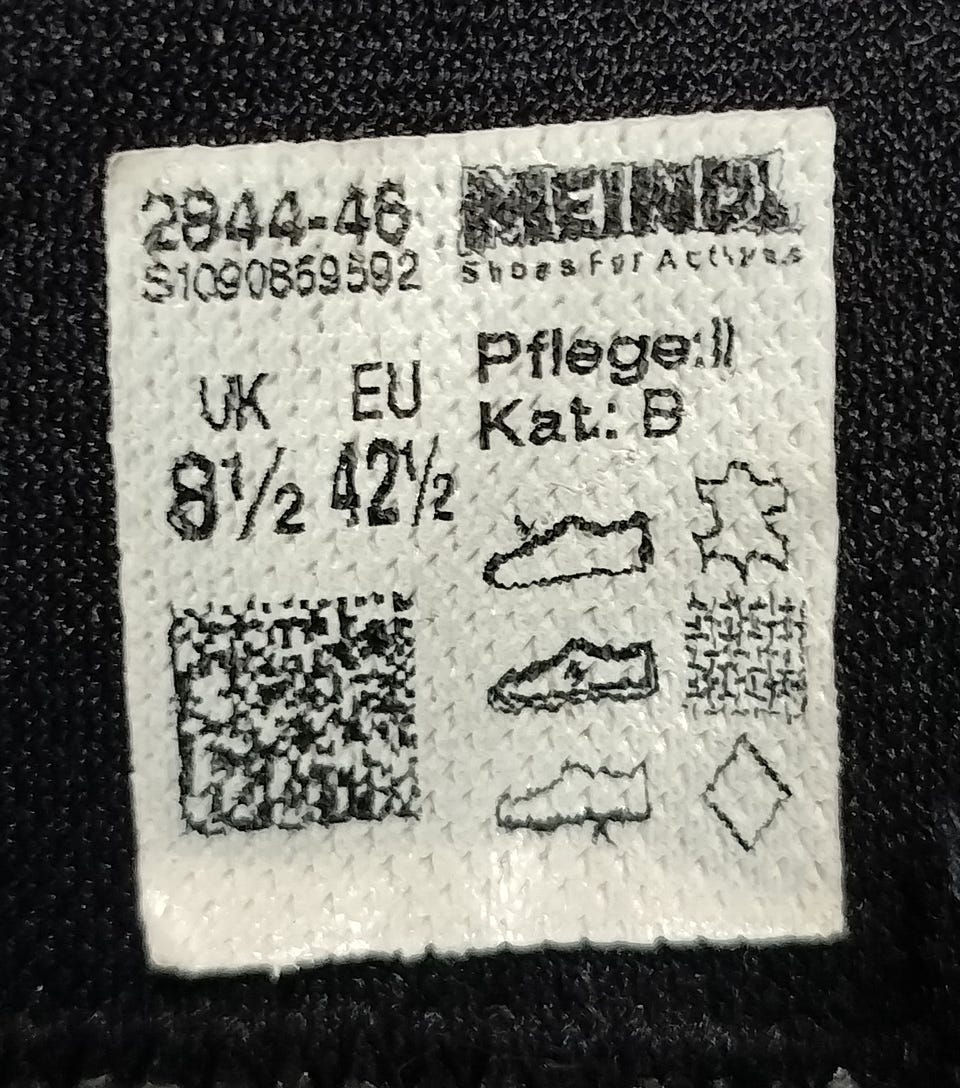 2844-46
S1090869592
MEINDL
Shoes For Actives
UK EU
8½ 42½
Pflege:II
Kat: B